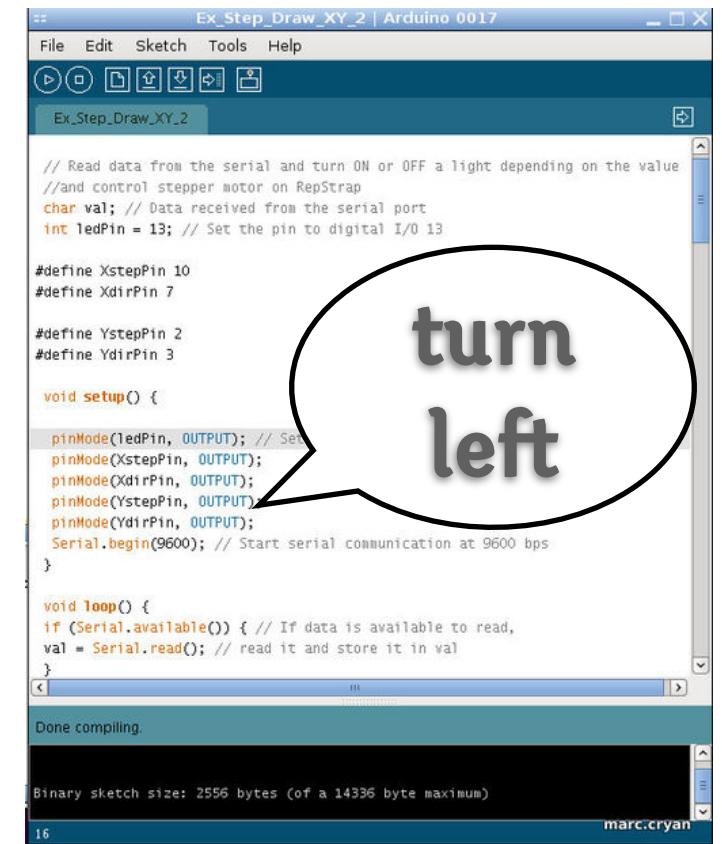 Ex_Step_Draw_XY_2 | Arduino 0017
File Edit Sketch Tools Help
Ex_Step_Draw_XY_2
// Read data from the serial and turn ON or OFF a light depending on the value
//and control stepper motor on RepStrap
char val; // Data received from the serial port
int ledPin = 13; // Set the pin to digital I/O 13
#define XstepPin 10
#define XdirPin 7
#define YstepPin 2
#define YdirPin 3
void setup() {
pinMode(ledPin, OUTPUT); // Set
pinMode(XstepPin, OUTPUT);
pinMode(XdirPin, OUTPUT);
pinMode(YstepPin, OUTPUT);
pinMode(YdirPin, OUTPUT);
Serial.begin(9600); // Start serial communication at 9600 bps
}
void loop() {
if (Serial.available()) { // If data is available to read,
val = Serial.read(); // read it and store it in val
}
turn
left
Done compiling.
Binary sketch size: 2556 bytes (of a 14336 byte maximum)
16
marc.cryan